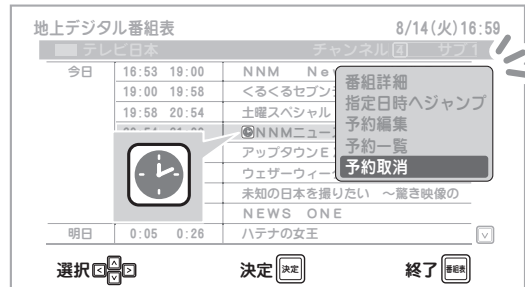 地上デジタル番組表 8/14(火)16:59
テレビ日本 チャンネル4 サブ1
今日 16:53 19:00 NNM Ne
19:00 19:58 くるくるセブン
19:58 20:54 土曜スペシャル
NNMニュー
アップタウンE
ウェザーウィー
未知の日本を撮りたい ～驚き映像の
NEWS ONE
明日 0:05 0:26 ハテナの女王
番組詳細
指定日時へジャンプ
予約編集
予約一覧
予約取消
選択 決定 決定 終了 番組表